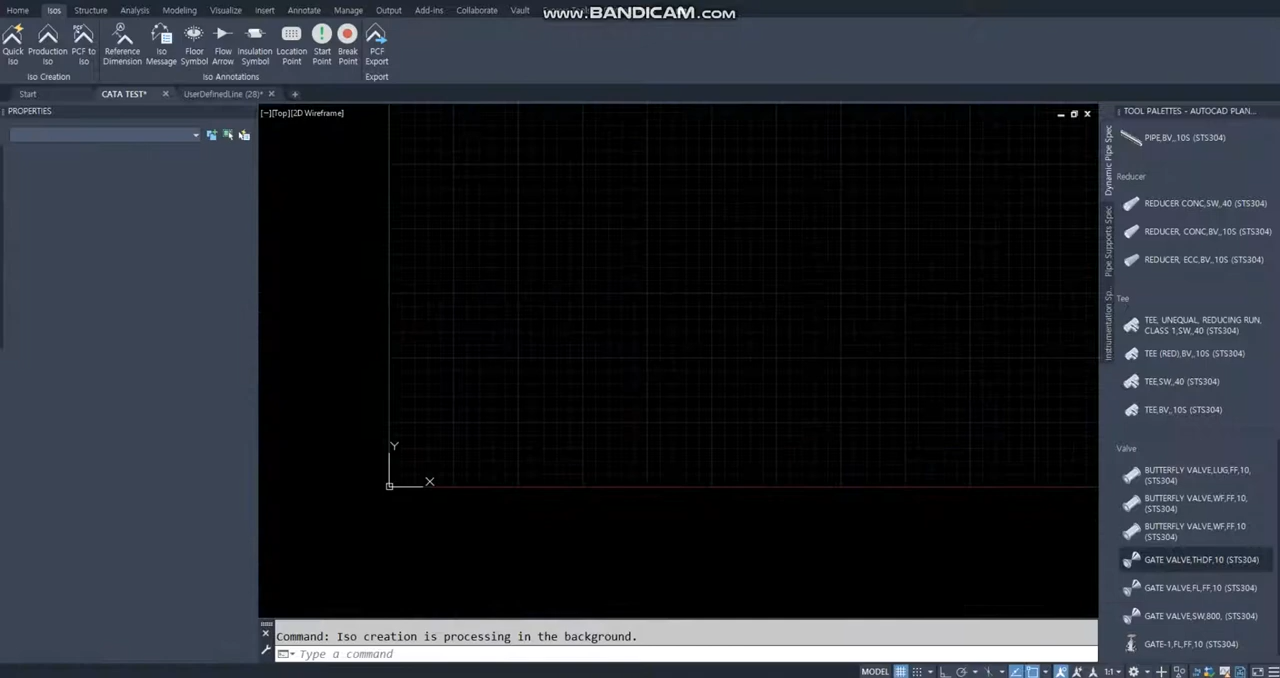 www.BANDICAM.com
Home Isos Structure Analysis Modeling Visualize Insert Annotate Manage Output Add-ins Collaborate Vault
Quick Iso
Production Iso
PCF to Iso
Reference Dimension
Iso Message
Floor Symbol
Flow Arrow
Insulation Symbol
Location Point
Start Point
Break Point
PCF Export
Iso Creation Iso Annotations Export
Start CATA TEST* UserDefinedLine (28)*
PROPERTIES
[−][Top][2D Wireframe]
Y
X
TOOL PALETTES - AUTOCAD PLAN...
Dynamic Pipe Spec
Pipe Supports Spec
Instrumentation Sp...
PIPE,BV,,10S (STS304)
Reducer
REDUCER CONC,SW,,40 (STS304)
REDUCER, CONC,BV,,10S (STS304)
REDUCER, ECC,BV,,10S (STS304)
Tee
TEE, UNEQUAL, REDUCING RUN,
CLASS 1,SW,,40 (STS304)
TEE (RED),BV,,10S (STS304)
TEE,SW,,40 (STS304)
TEE,BV,,10S (STS304)
Valve
BUTTERFLY VALVE,LUG,FF,10,
(STS304)
BUTTERFLY VALVE,WF,FF,10,
(STS304)
BUTTERFLY VALVE,WF,FF,10
(STS304)
GATE VALVE,THDF,10 (STS304)
GATE VALVE,FL,FF,10 (STS304)
GATE VALVE,SW,800, (STS304)
GATE-1,FL,FF,10 (STS304)
Command: Iso creation is processing in the background.
Type a command
MODEL
1:1